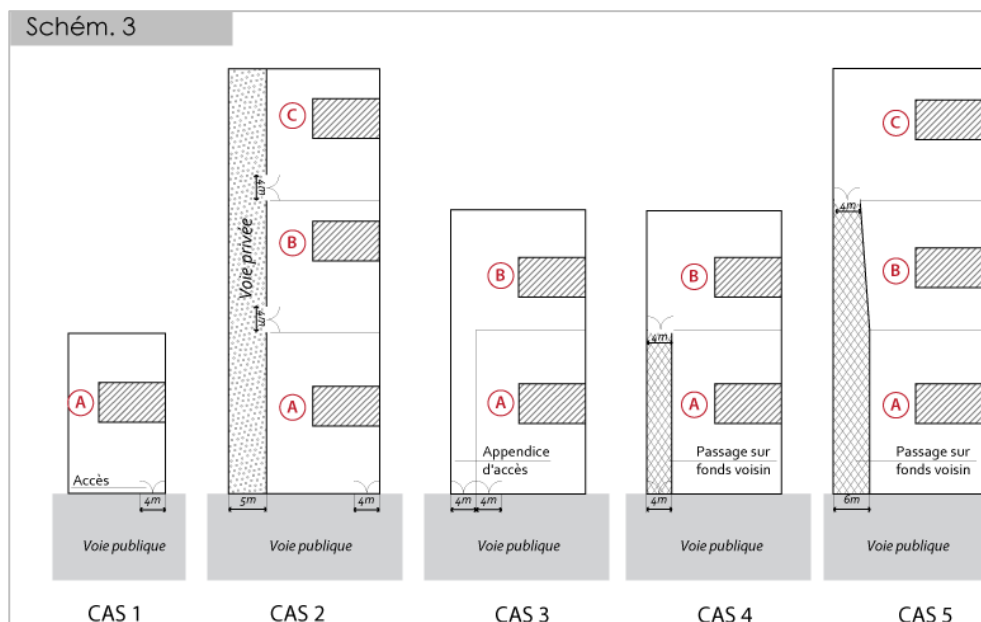 Schém. 3
A
Accès
4m
Voie publique
CAS 1
C
4m
Voie privée
B
4m
A
5m
4m
Voie publique
CAS 2
B
A
Appendice
d'accès
4m
4m
Voie publique
CAS 3
B
4m
A
Passage sur
fonds voisin
4m
Voie publique
CAS 4
C
4m
B
A
Passage sur
fonds voisin
6m
Voie publique
CAS 5